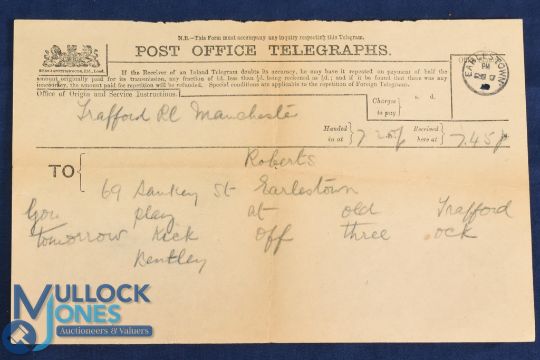 N.B.—This Form must accompany any inquiry respecting this Telegram.
POST OFFICE TELEGRAPHS.
If the Receiver of an Inland Telegram doubts its accuracy, he may have it repeated on payment of half the
amount originally paid for its transmission, any fraction of 1d. less than ½d. being reckoned as ½d.; and if it be found that there was any
inaccuracy, the amount paid for repetition will be refunded. Special conditions are applicable to the repetition of Foreign Telegrams.
EARLESTOWN
PM
Office of Origin and Service Instructions.
Charges
to pay
s. d.
Trafford Pk Manchester
Handed
in at
7 25p
Received
here at
7.45p
TO
Roberts
69 Sankey St Earlestown
You play at old Trafford
tomorrow Kick off three ock
Bentley
MULLOCK
JONES
Auctioneers & Valuers